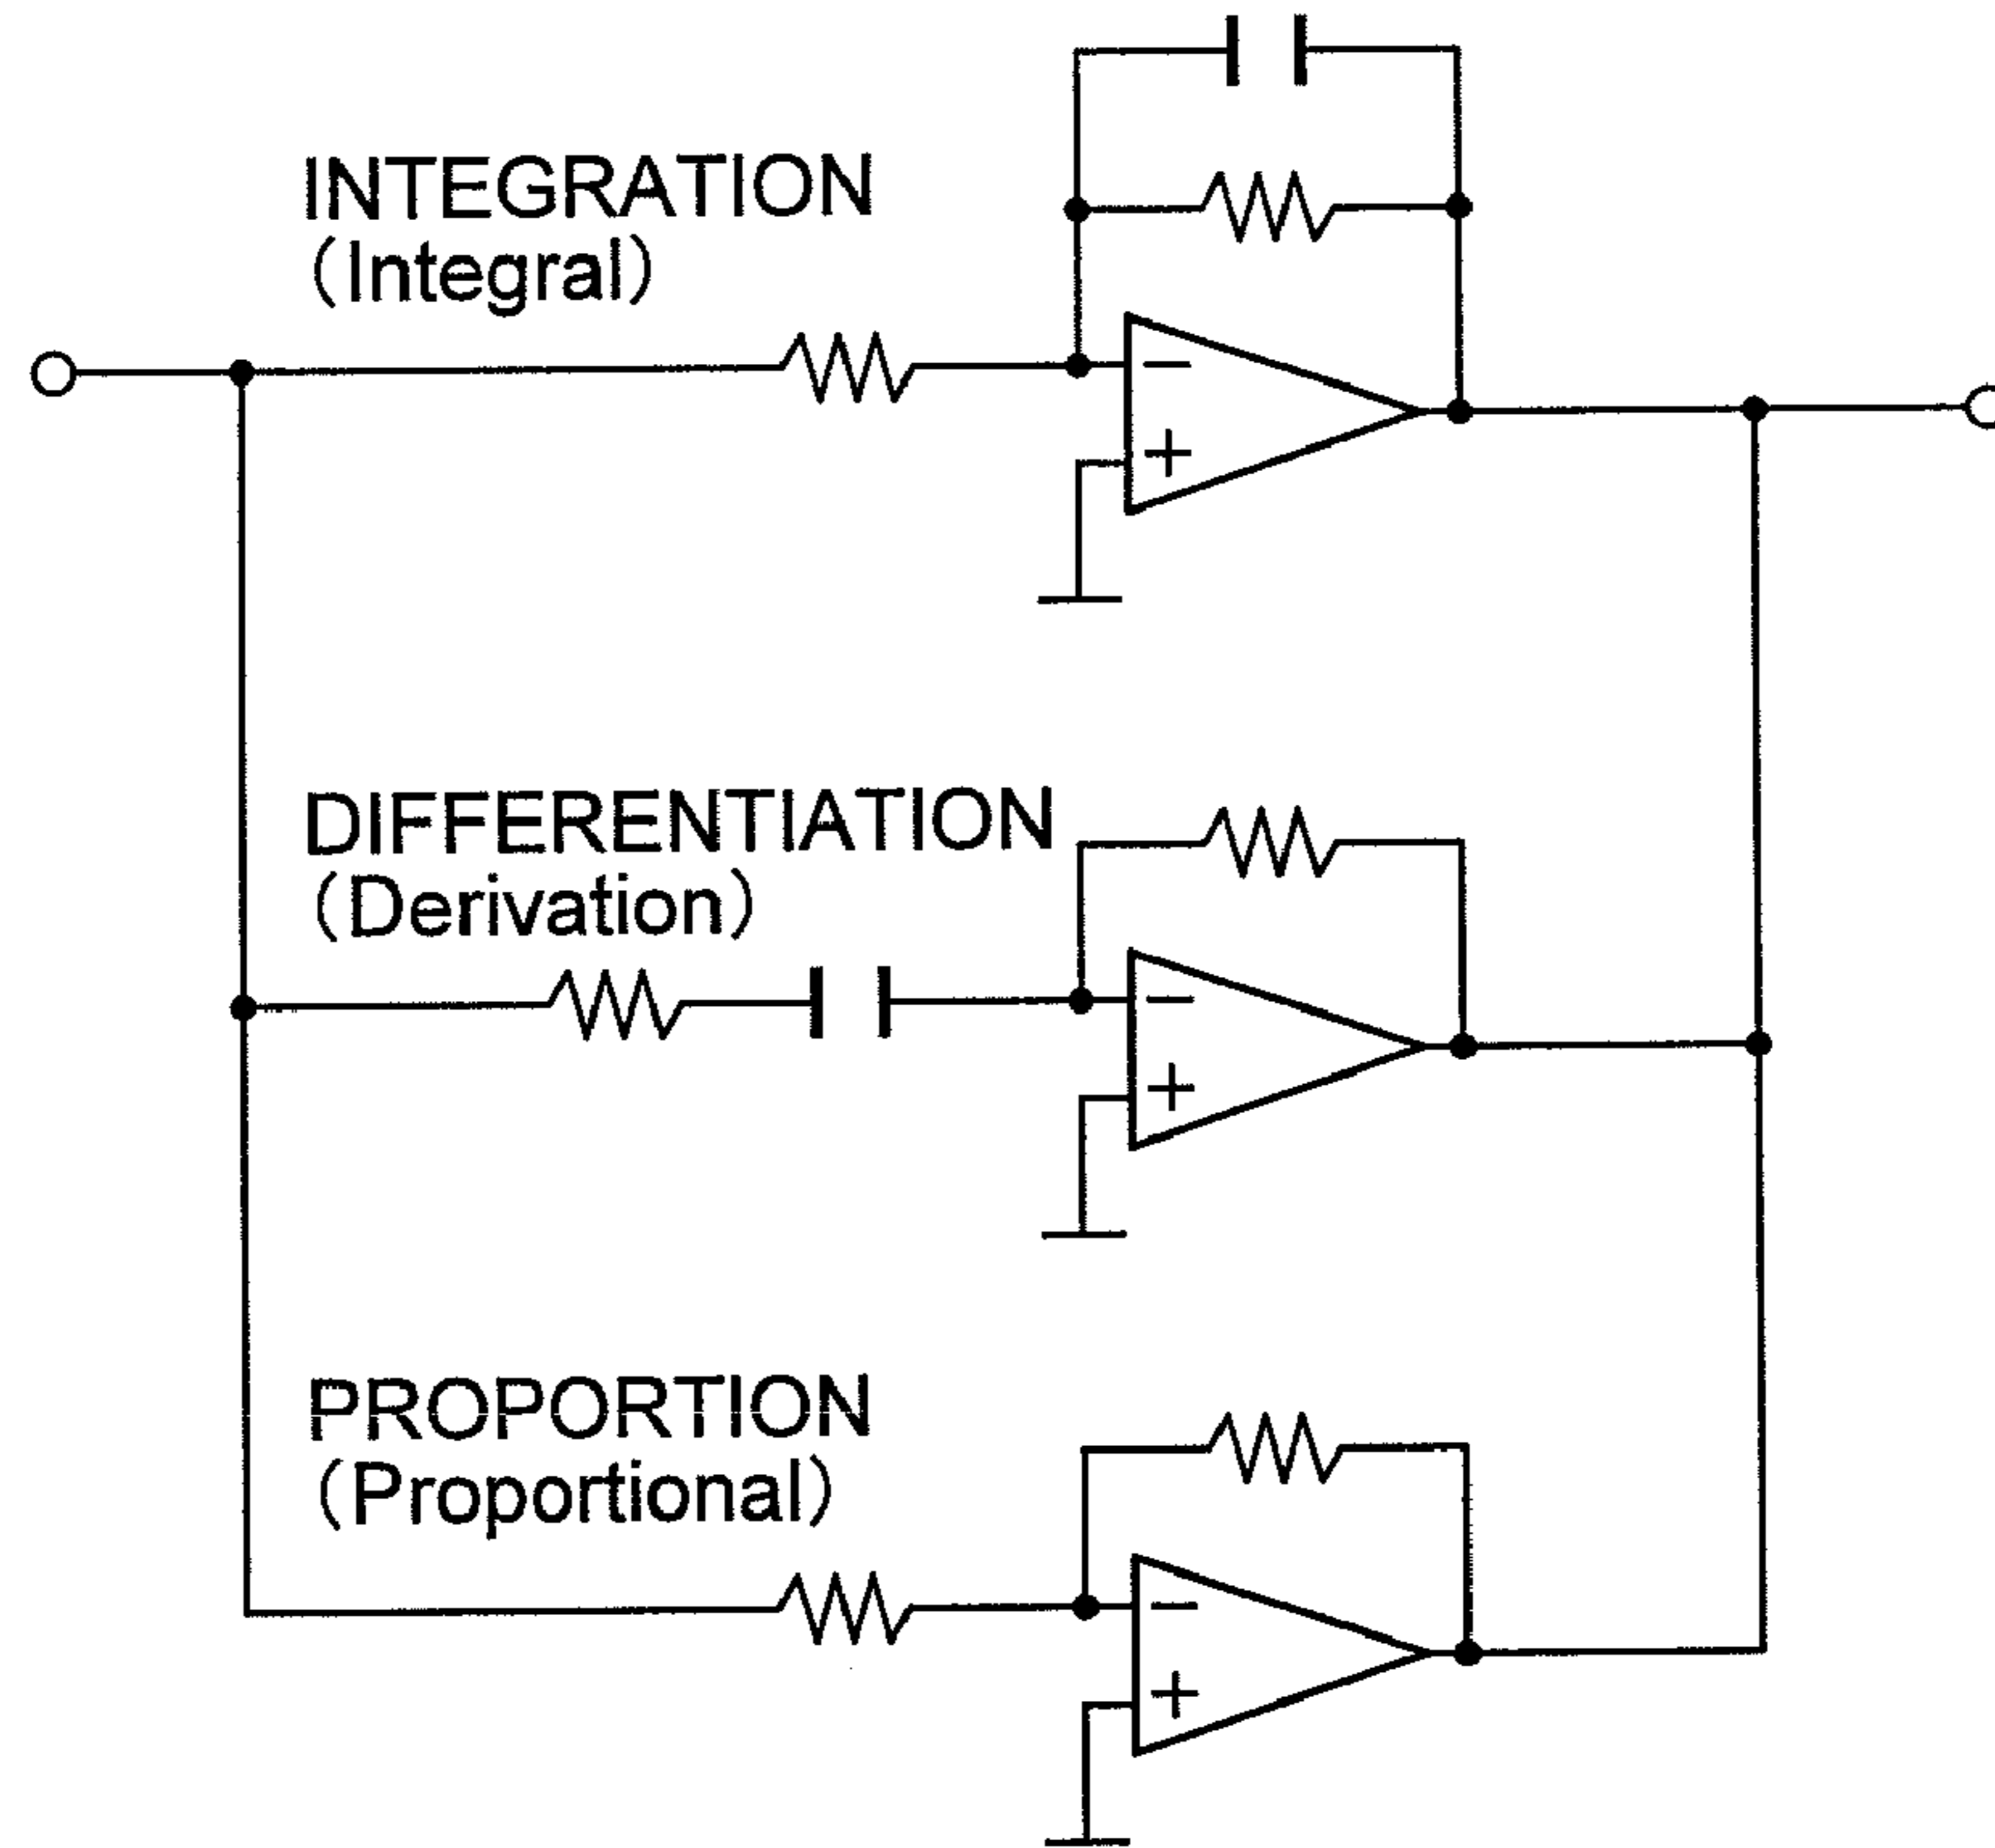 INTEGRATION
(Integral)
−
+
DIFFERENTIATION
(Derivation)
−
+
PROPORTION
(Proportional)
−
+